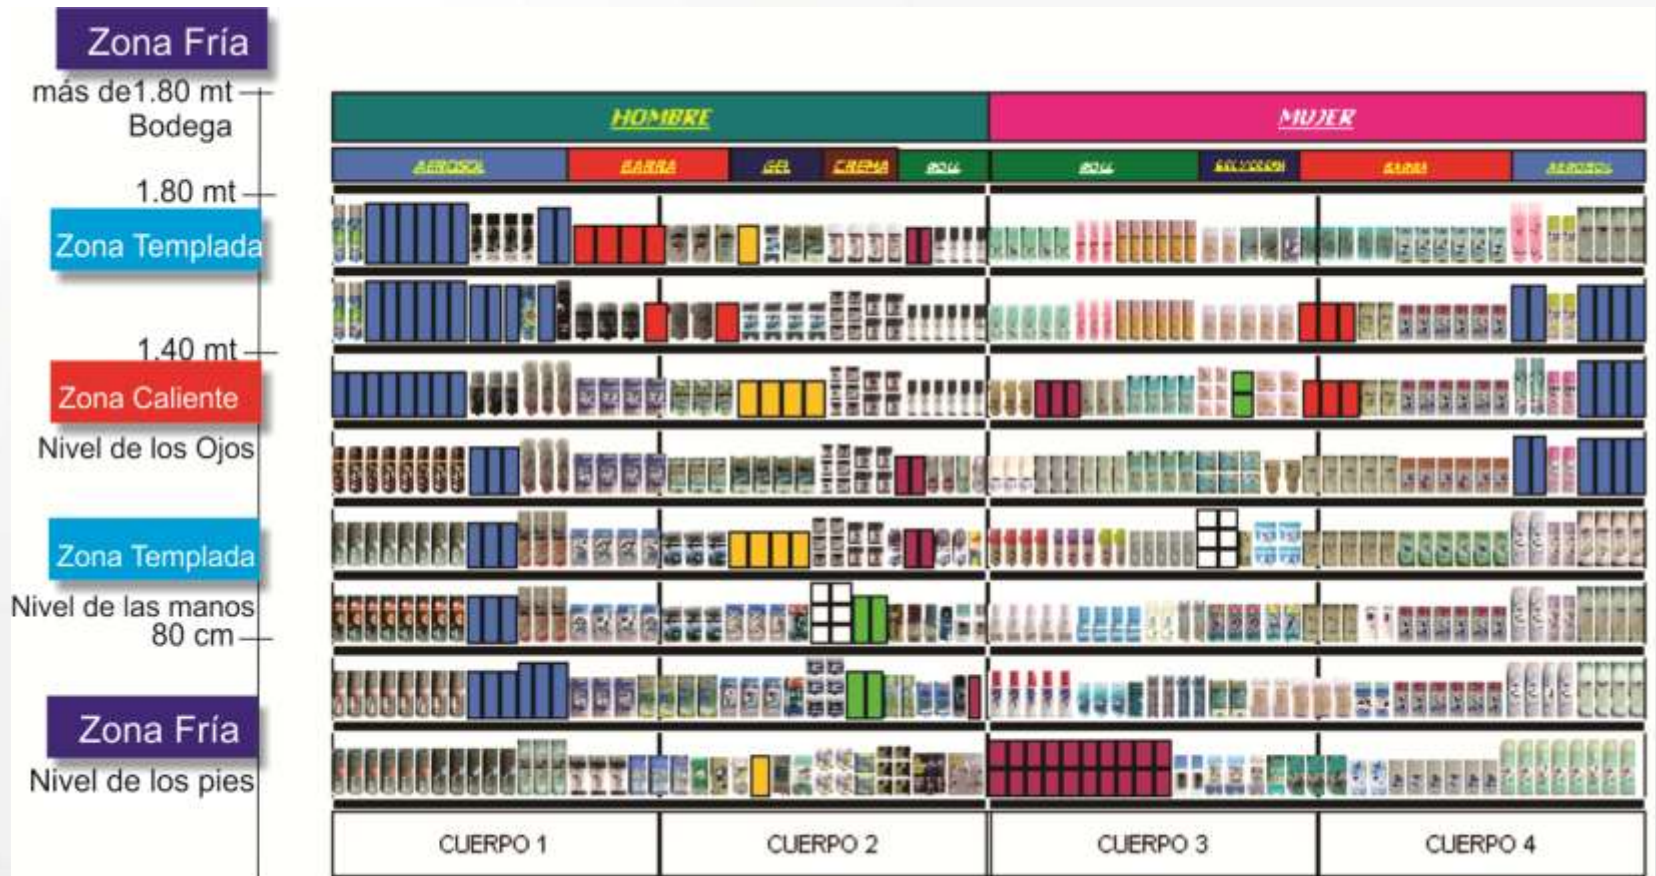 Zona Fría
más de1.80 mt
Bodega
HOMBRE
MUJER
AEROSOL
BARRA
GEL
CREMA
ROLL
ROLL
GEL Y CREMA
BARRA
AEROSOL
1.80 mt
Zona Templada
1.40 mt
Zona Caliente
Nivel de los Ojos
Zona Templada
Nivel de las manos
80 cm
Zona Fría
Nivel de los pies
CUERPO 1
CUERPO 2
CUERPO 3
CUERPO 4